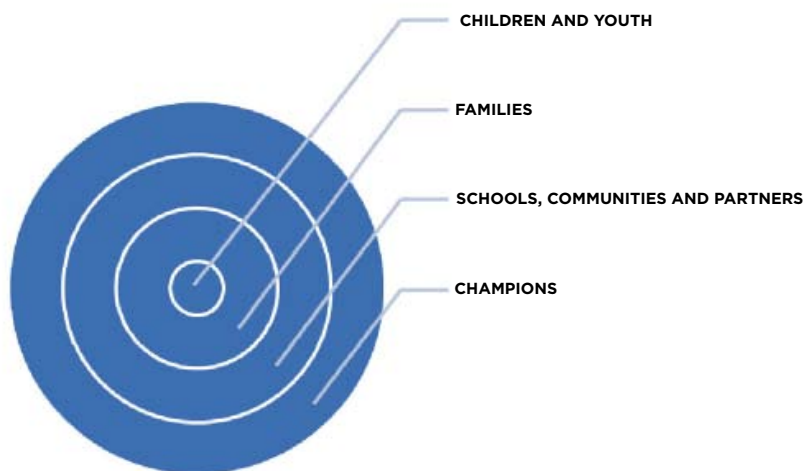 CHILDREN AND YOUTH
FAMILIES
SCHOOLS, COMMUNITIES AND PARTNERS
CHAMPIONS